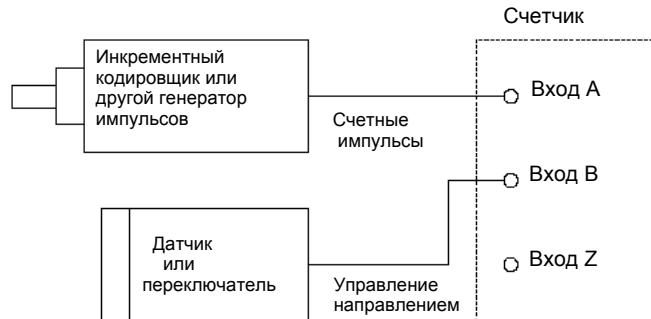 Счетчик
Инкрементный
кодировщик или
другой генератор
импульсов
Счетные
импульсы
Вход A
Вход B
Датчик
или
переключатель
Управление
направлением
Вход Z